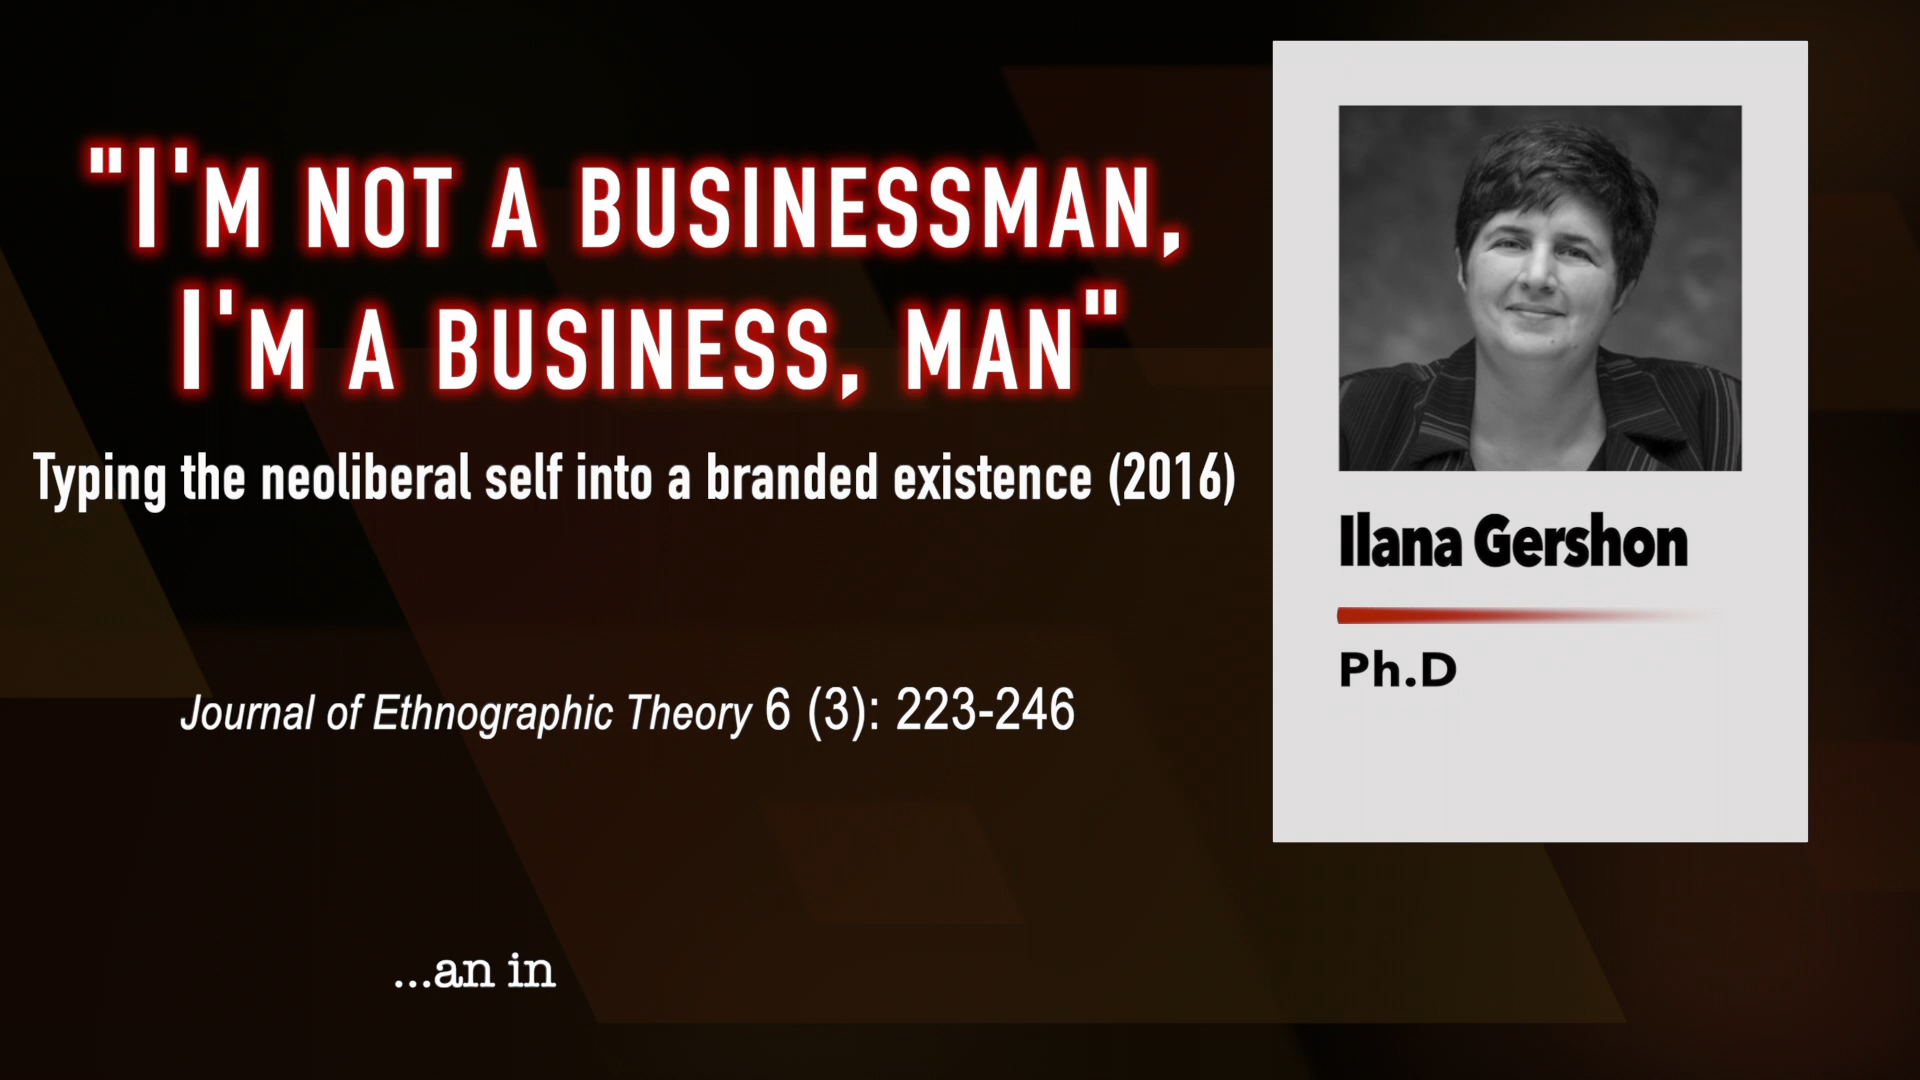 "I'M NOT A BUSINESSMAN,
I'M A BUSINESS, MAN"
Typing the neoliberal self into a branded existence (2016)
Journal of Ethnographic Theory 6 (3): 223-246
...an in
Ilana Gershon
Ph.D